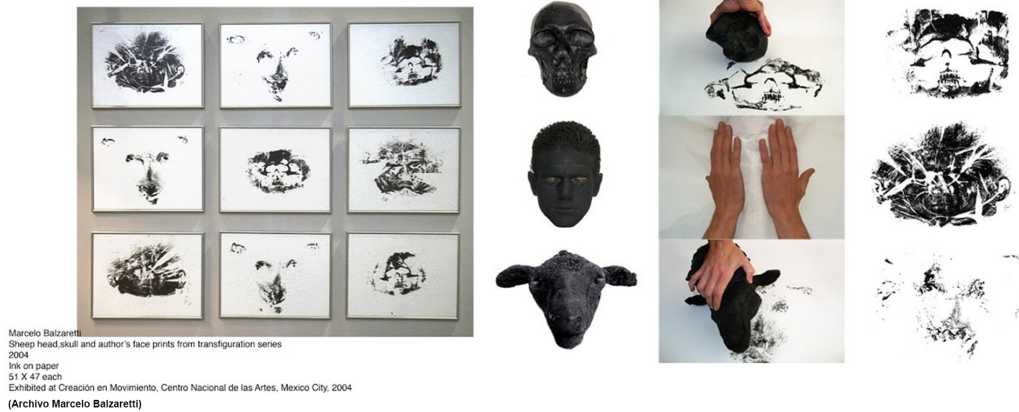 Marcelo Balzaretti
Sheep head,skull and author's face prints from transfiguration series
2004
Ink on paper
51 X 47 each
Exhibited at Creación en Movimiento, Centro Nacional de las Artes, Mexico City, 2004
(Archivo Marcelo Balzaretti)